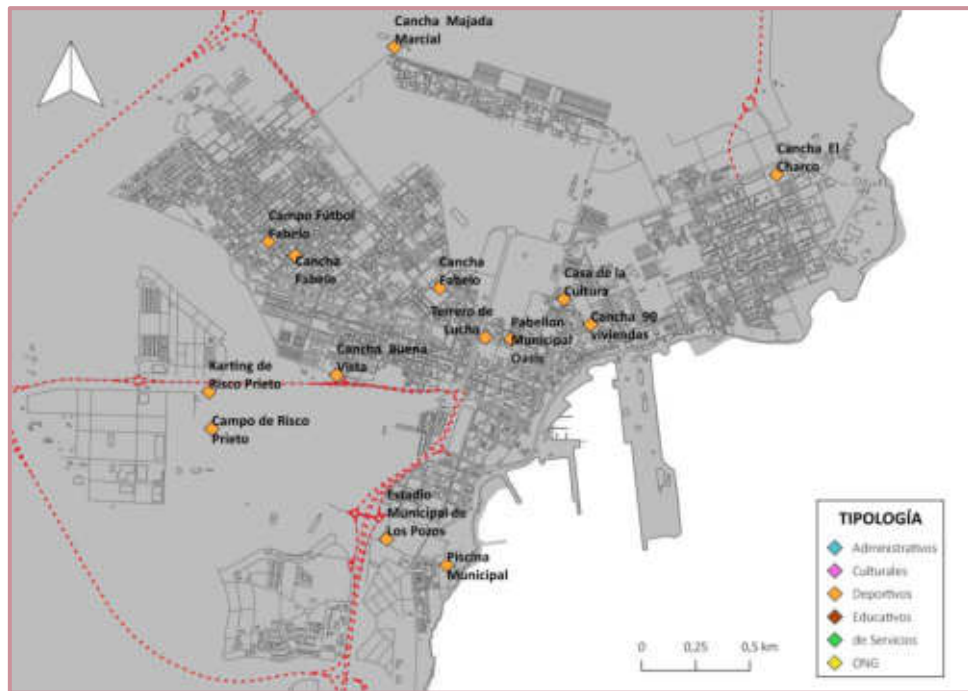 Cancha Majada
Marcial
Cancha El
Charco
Campo Fútbol
Fabelo
Cancha
Fabelo
Cancha
Fabelo
Casa de la
Cultura
Terrero de
Lucha
Pabellon
Municipal
Oasis
Cancha 90
viviendas
Cancha Buena
Vista
Karting de
Risco Prieto
Campo de Risco
Prieto
Estadio
Municipal de
Los Pozos
Piscina
Municipal
TIPOLOGÍA
Administrativos
Culturales
Deportivos
Educativos
de Servicios
ONG
0 0,25 0,5 km